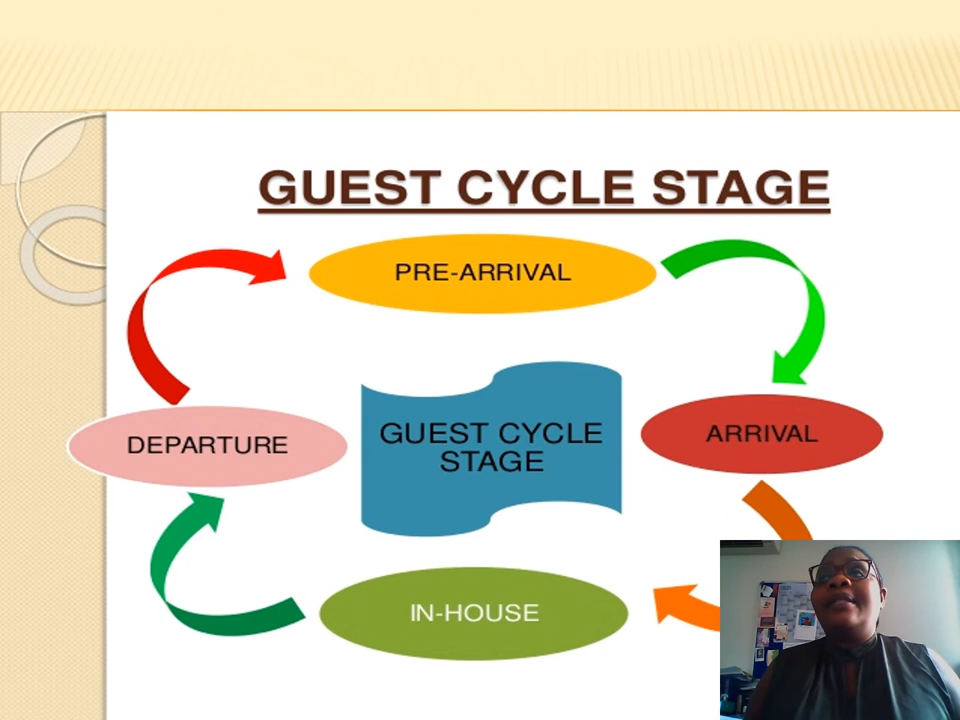 GUEST CYCLE STAGE
PRE-ARRIVAL
ARRIVAL
GUEST CYCLE
STAGE
DEPARTURE
IN-HOUSE